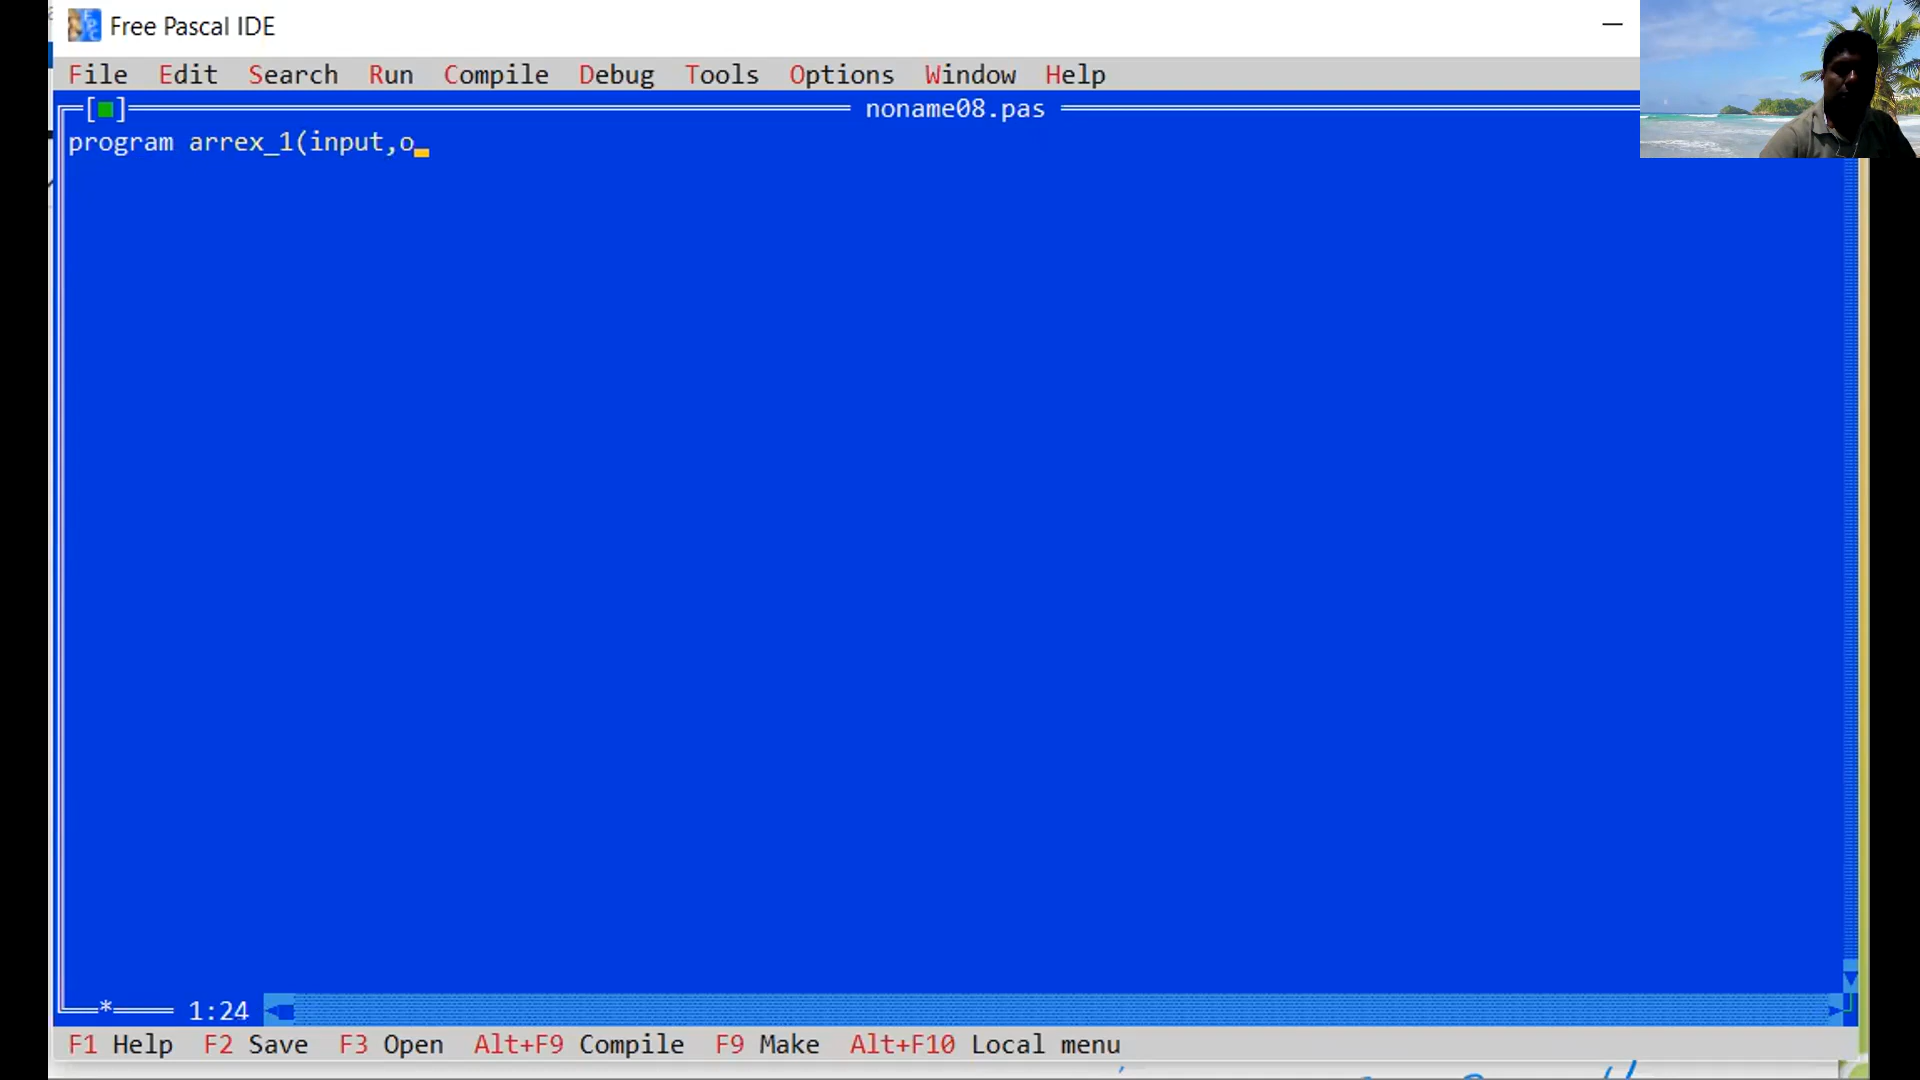 Free Pascal IDE
File Edit Search Run Compile Debug Tools Options Window Help
noname08.pas
program arrex_1(input,o
* 1:24
F1 Help F2 Save F3 Open Alt+F9 Compile F9 Make Alt+F10 Local menu